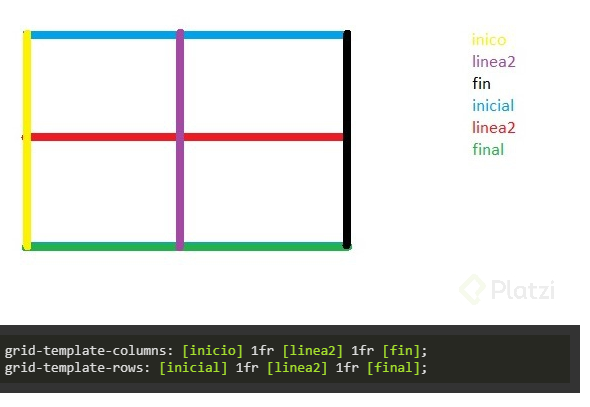 inico
linea2
fin
inicial
linea2
final
Platzi
grid-template-columns: [inicio] 1fr [linea2] 1fr [fin];
grid-template-rows: [inicial] 1fr [linea2] 1fr [final];